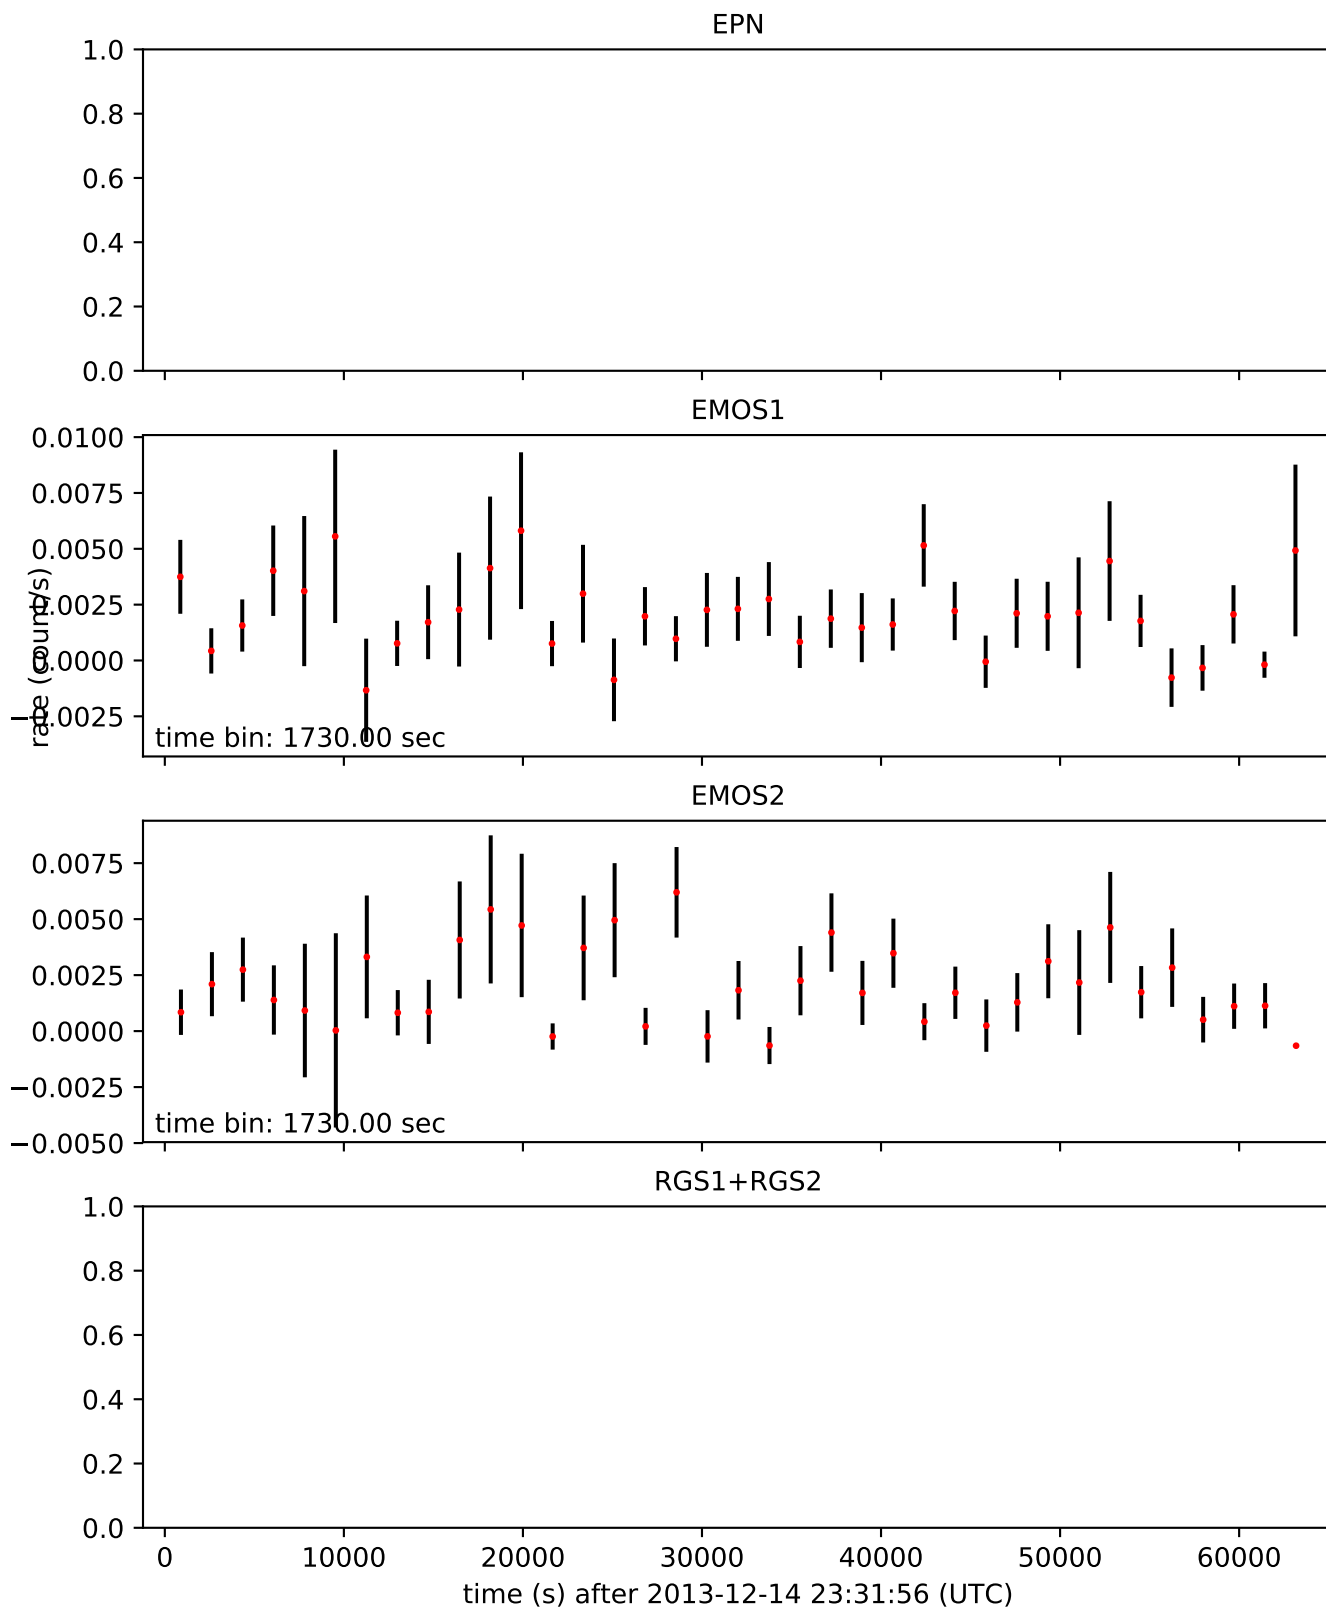 EPN
1.0
0.8
0.6
0.4
0.2
0.0
EMOS1
0.0100
0.0075
0.0050
0.0025
0.0000
−0.0025
rate (count/s)
time bin: 1730.00 sec
EMOS2
0.0075
0.0050
0.0025
0.0000
−0.0025
−0.0050
time bin: 1730.00 sec
RGS1+RGS2
1.0
0.8
0.6
0.4
0.2
0.0
0 10000 20000 30000 40000 50000 60000
time (s) after 2013-12-14 23:31:56 (UTC)